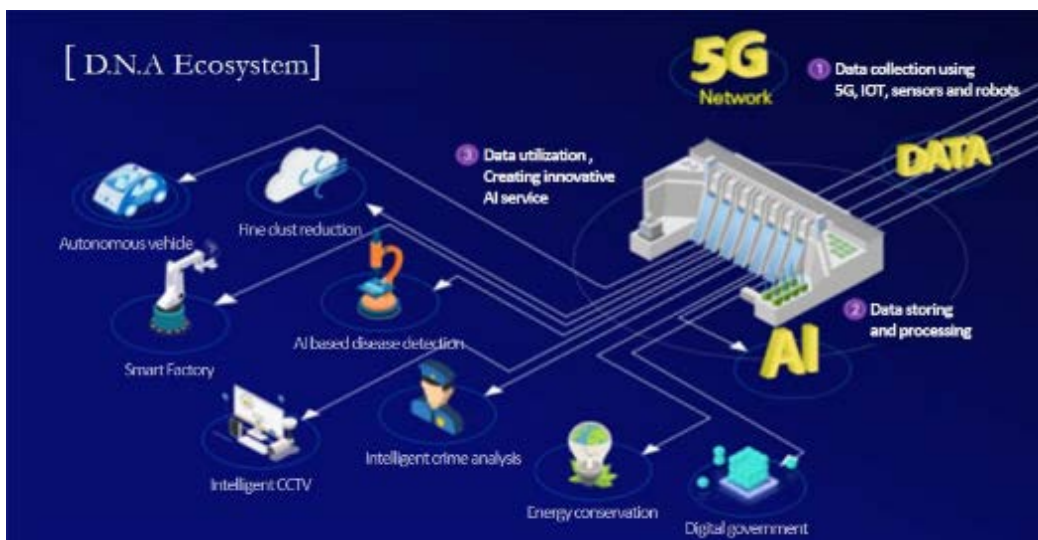 [ D.N.A Ecosystem]
5G
Network
1 Data collection using
5G, IOT, sensors and robots
DATA
3 Data utilization ,
Creating innovative
AI service
Autonomous vehicle
Fine dust reduction
2 Data storing
and processing
AI
Smart Factory
AI based disease detection
Intelligent CCTV
Intelligent crime analysis
Energy conservation
Digital government